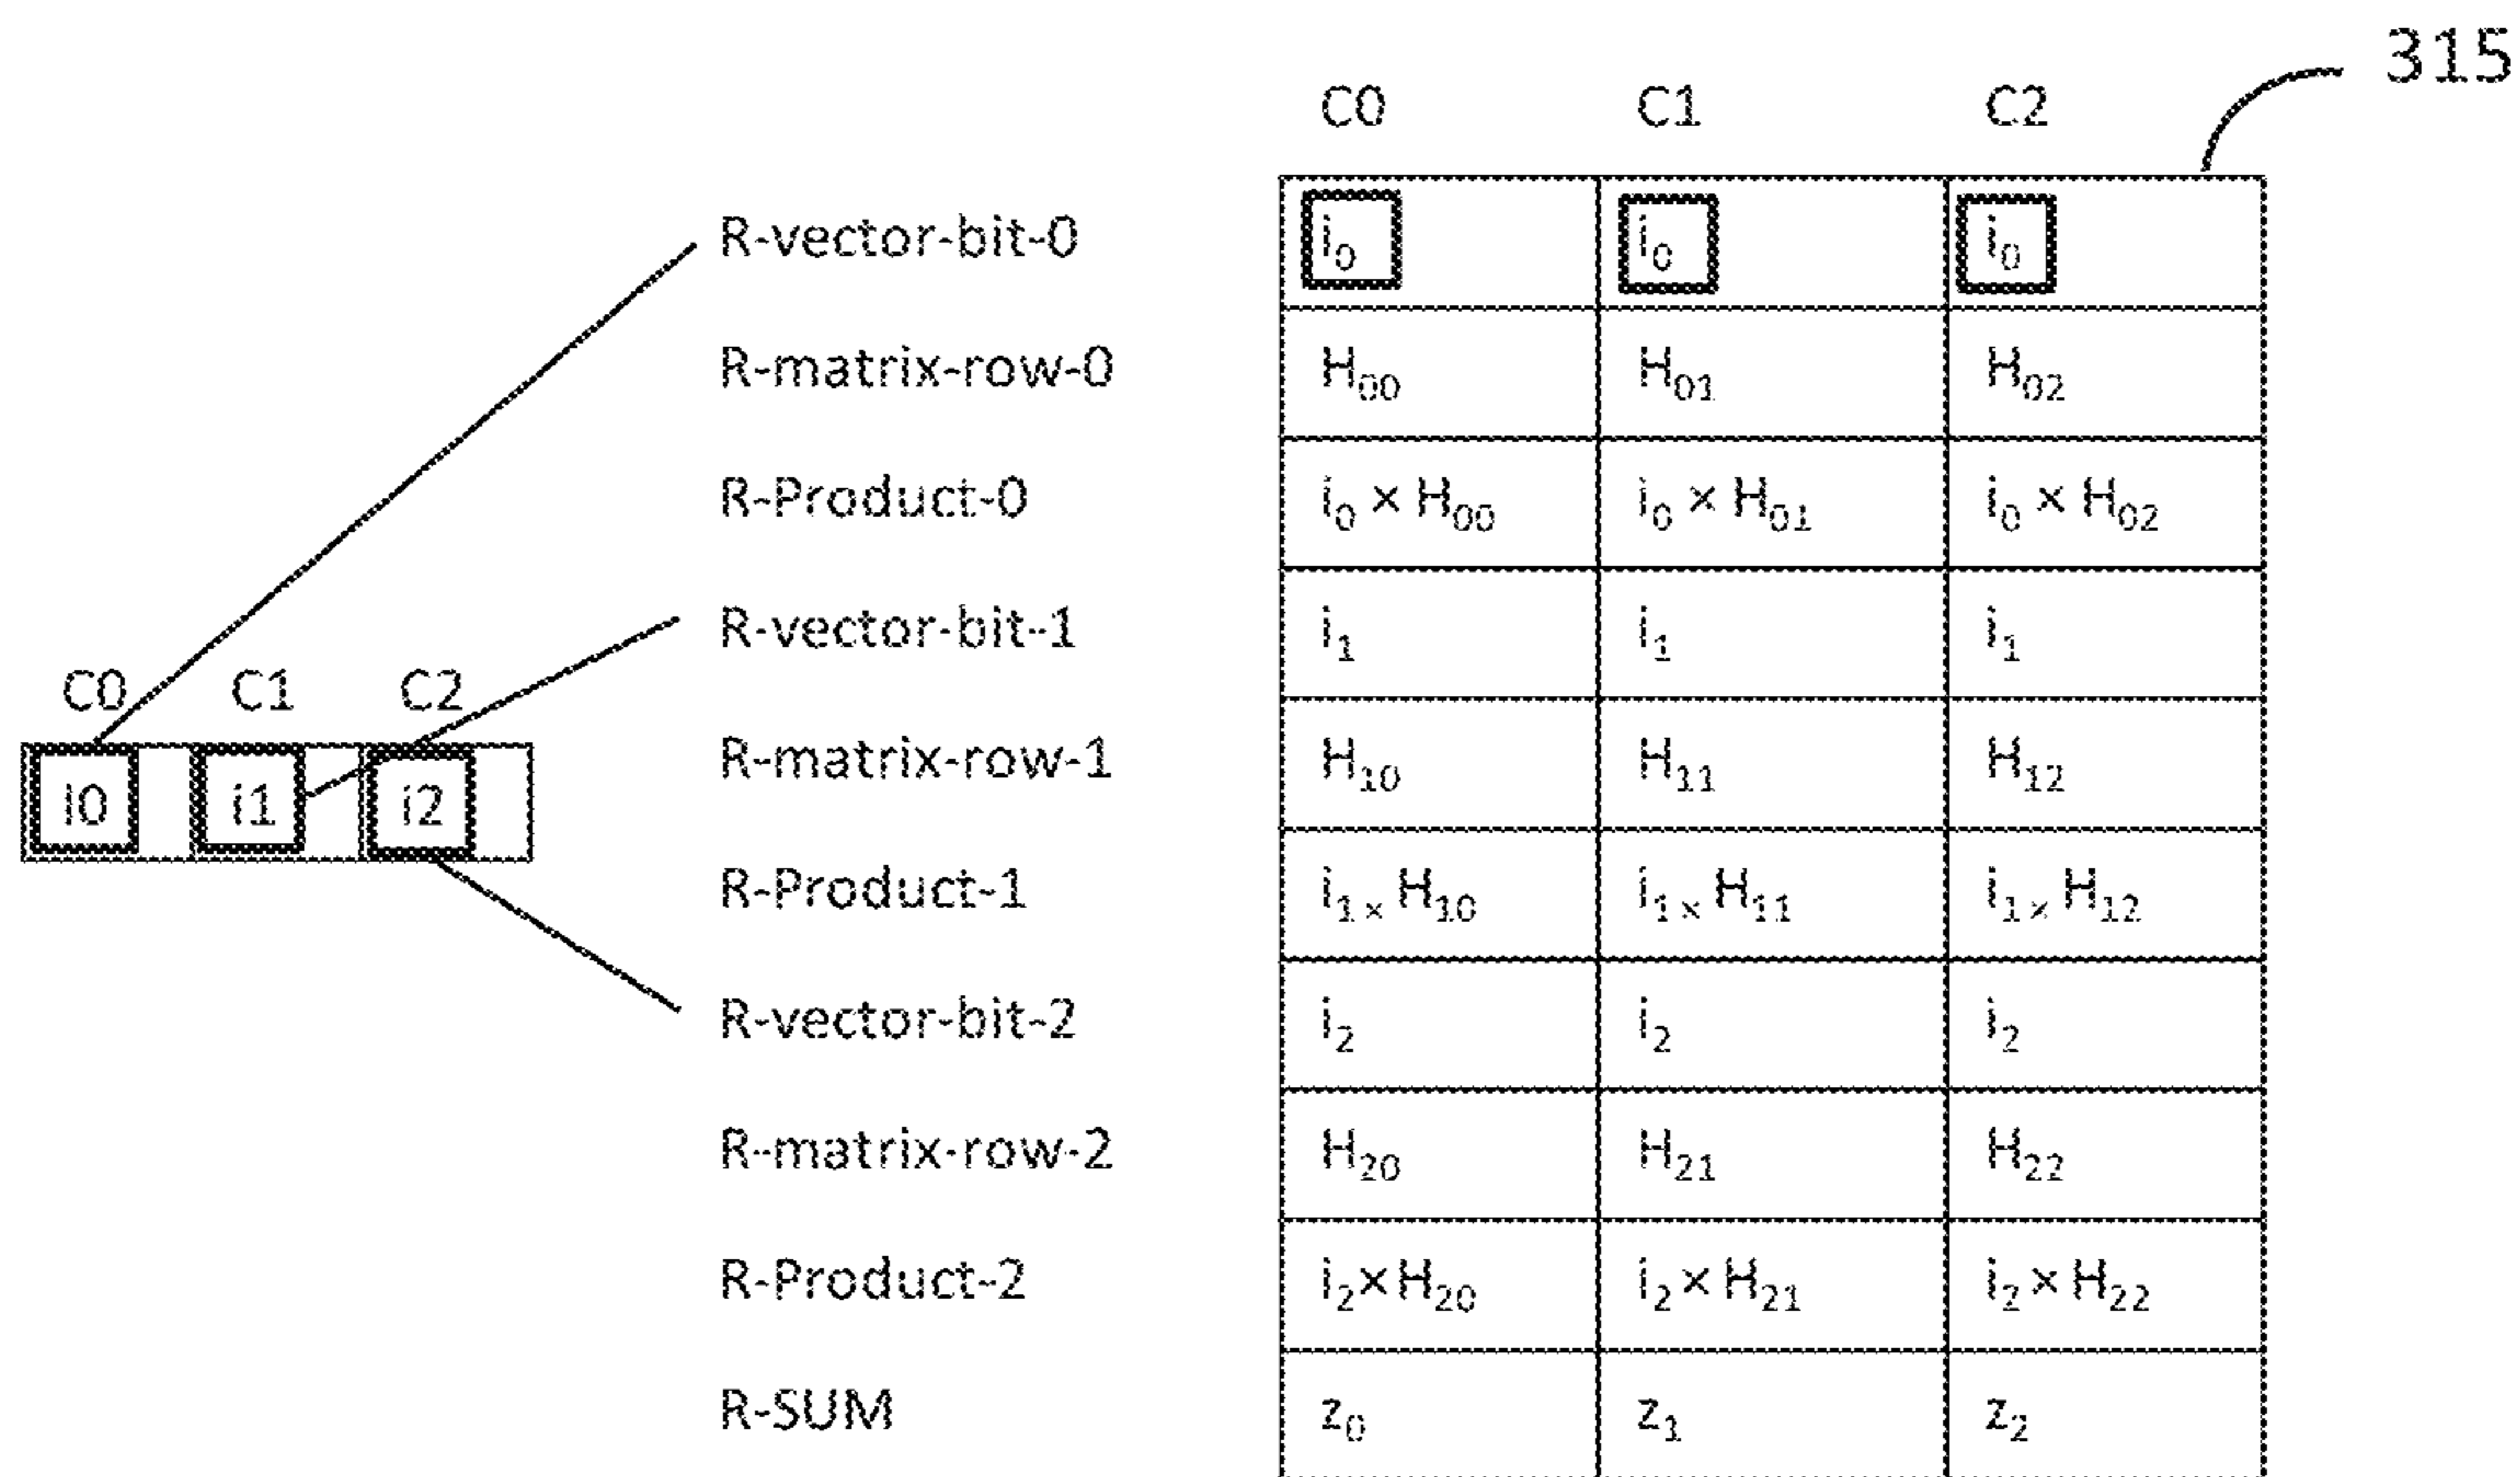 315
C0 C1 C2
R-vector-bit-0 i₀ i₀ i₀
R-matrix-row-0 H₀₀ H₀₁ H₀₂
R-Product-0 i₀ × H₀₀ i₀ × H₀₁ i₀ × H₀₂
R-vector-bit-1 i₁ i₁ i₁
C0 C1 C2
R-matrix-row-1 H₁₀ H₁₁ H₁₂
I0 i1 i2
R-Product-1 i₁ × H₁₀ i₁ × H₁₁ i₁ × H₁₂
R-vector-bit-2 i₂ i₂ i₂
R-matrix-row-2 H₂₀ H₂₁ H₂₂
R-Product-2 i₂ × H₂₀ i₂ × H₂₁ i₂ × H₂₂
R-SUM z₀ z₁ z₂